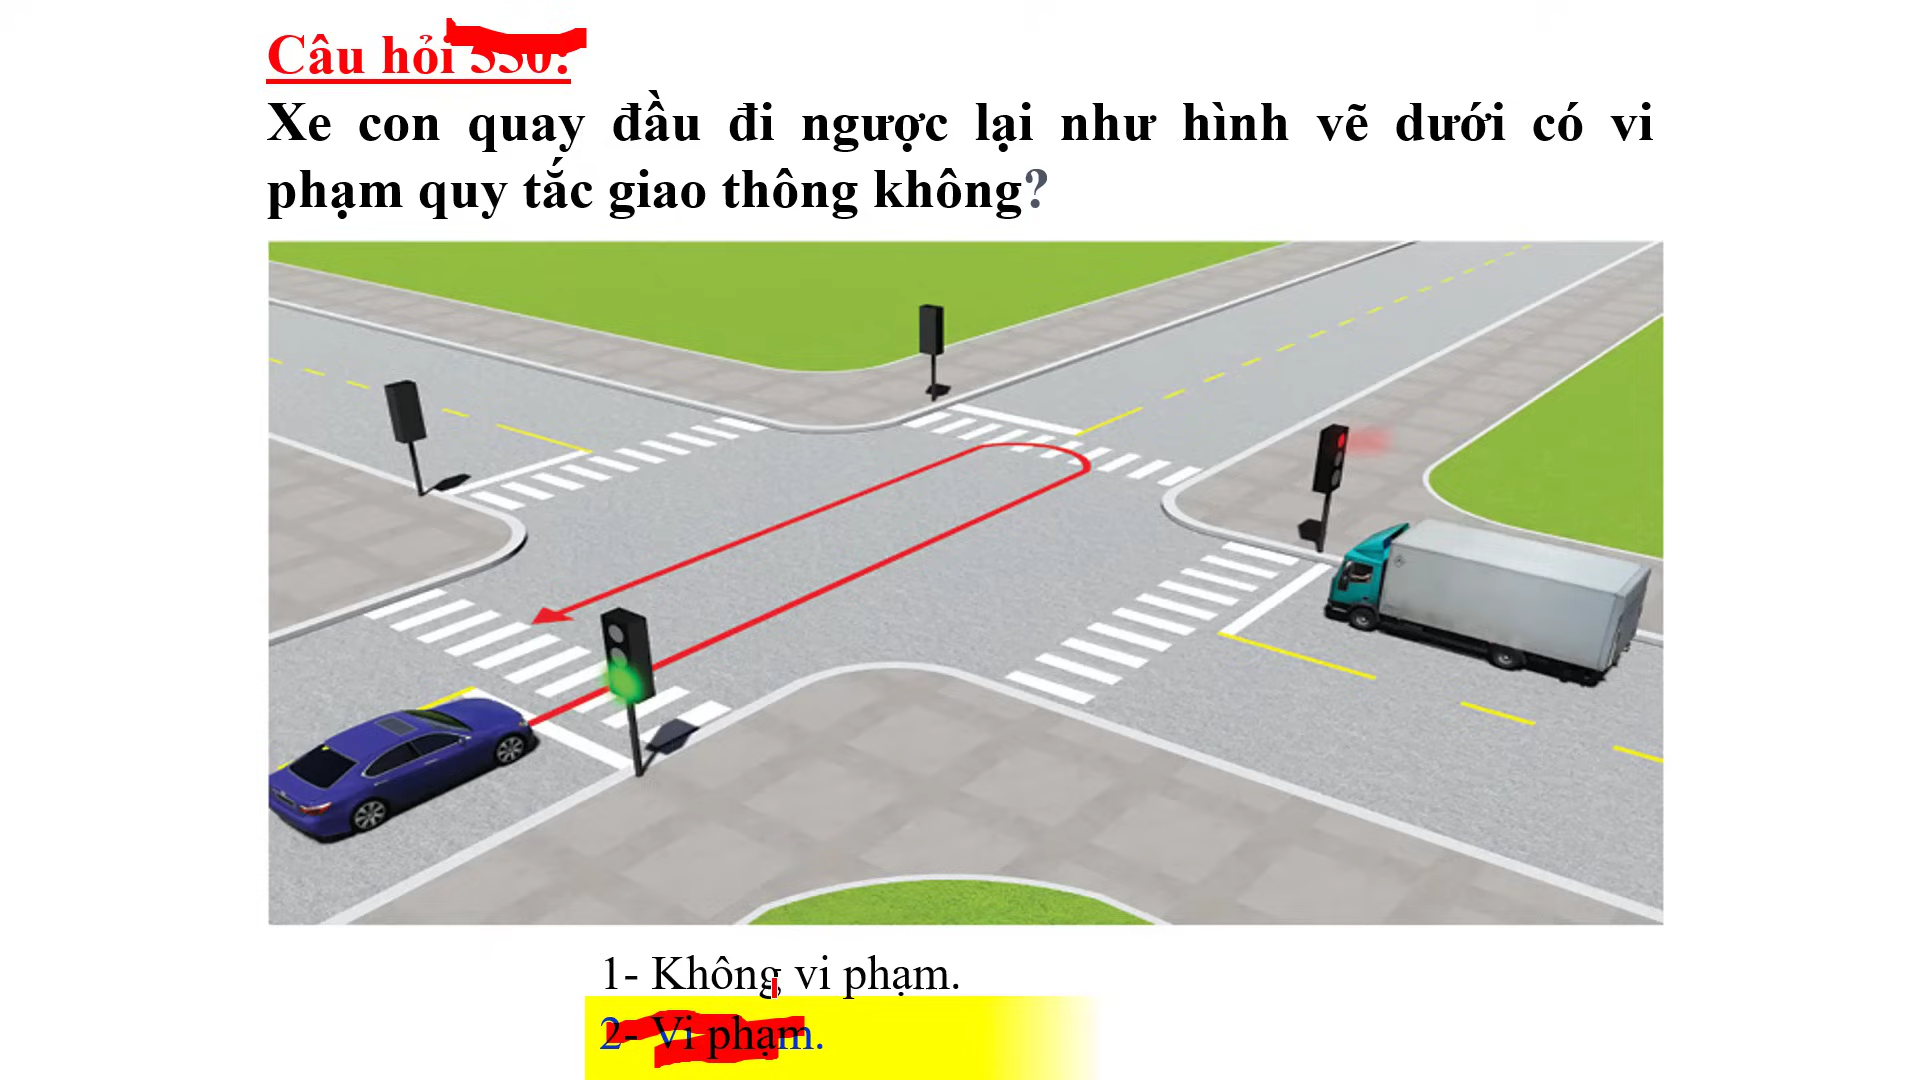 Câu hỏi 550:
Xe con quay đầu đi ngược lại như hình vẽ dưới có vi
phạm quy tắc giao thông không?
1- Không vi phạm.
2- Vi phạm.